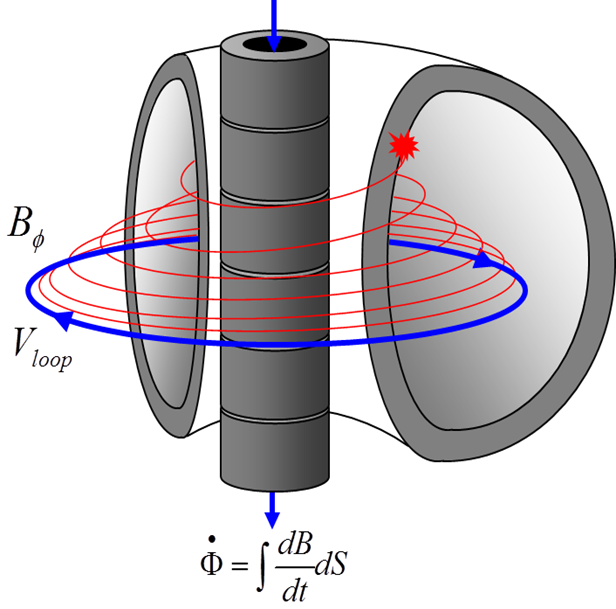 B_ϕ
V_loop
Φ̇ = ∫ dB/dt dS